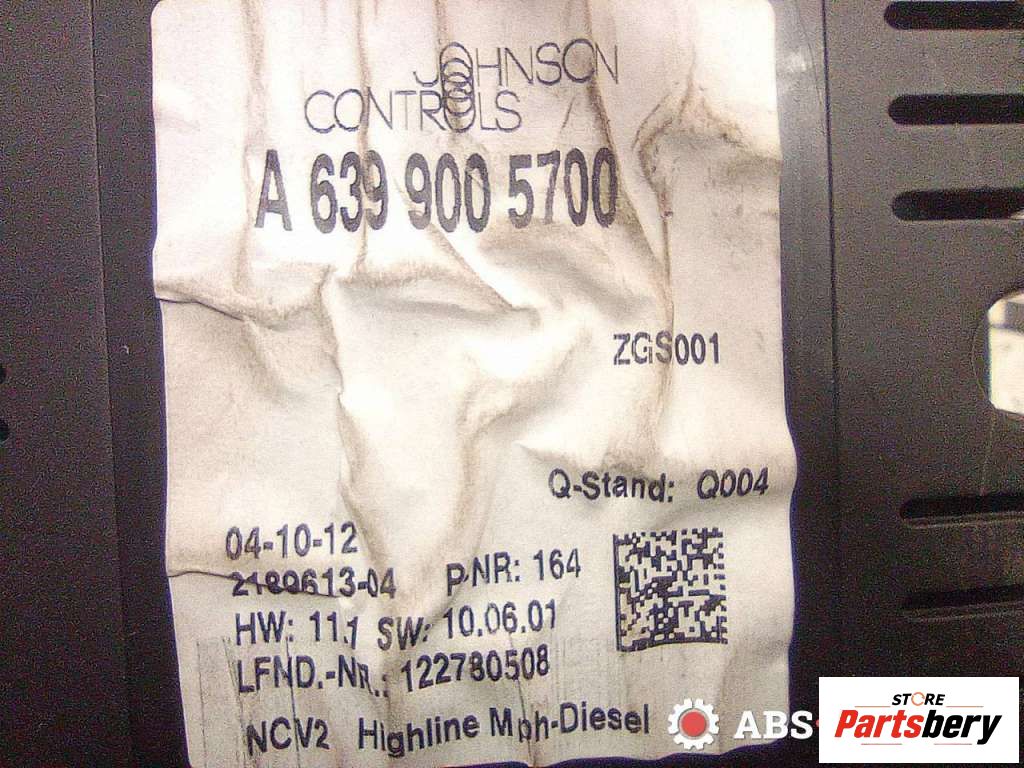 JOHNSON
CONTROLS
A 639 900 5700
ZGS001
Q-Stand: Q004
04-10-12
2189613-04 P-NR: 164
HW: 11.1 SW: 10.06.01
LFND.-NR.: 122780508
NCV2 Highline Mph-Diesel
ABS-
STORE
Partsbery